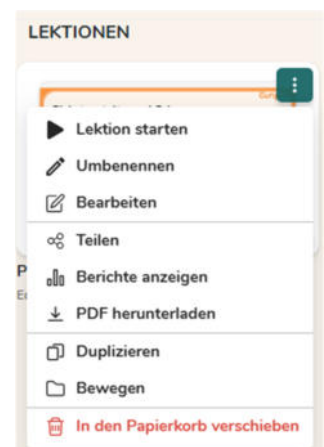 LEKTIONEN
Lektion starten
Umbenennen
Bearbeiten
Teilen
Berichte anzeigen
PDF herunterladen
Duplizieren
Bewegen
In den Papierkorb verschieben